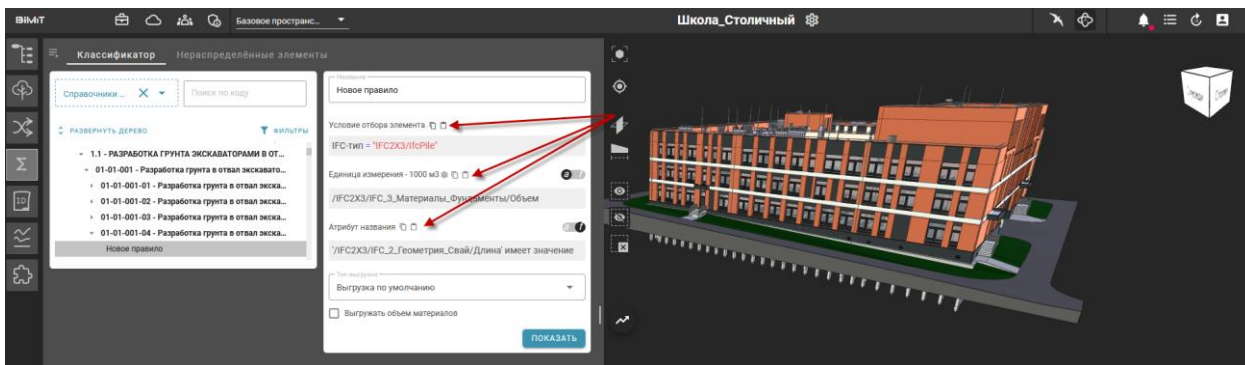 BIMIT
Базовое пространс...
Школа_Столичный
Классификатор
Нераспределённые элементы
Справочники ...
Поиск по коду
РАЗВЕРНУТЬ ДЕРЕВО
ФИЛЬТРЫ
1.1 - РАЗРАБОТКА ГРУНТА ЭКСКАВАТОРАМИ В ОТ...
01-01-001 - Разработка грунта в отвал экскавато...
01-01-001-01 - Разработка грунта в отвал экска...
01-01-001-02 - Разработка грунта в отвал экска...
01-01-001-03 - Разработка грунта в отвал экска...
01-01-001-04 - Разработка грунта в отвал экска...
Новое правило
Название
Новое правило
Условие отбора элемента
IFC-тип = "IFC2X3/IfcPile"
Единица измерения - 1000 м3
/IFC2X3/IFC_3_Материалы_Фундаменты/Объем
Атрибут названия
'/IFC2X3/IFC_2_Геометрия_Свай/Длина' имеет значение
Тип выгрузки
Выгрузка по умолчанию
Выгружать объем материалов
ПОКАЗАТЬ
1D